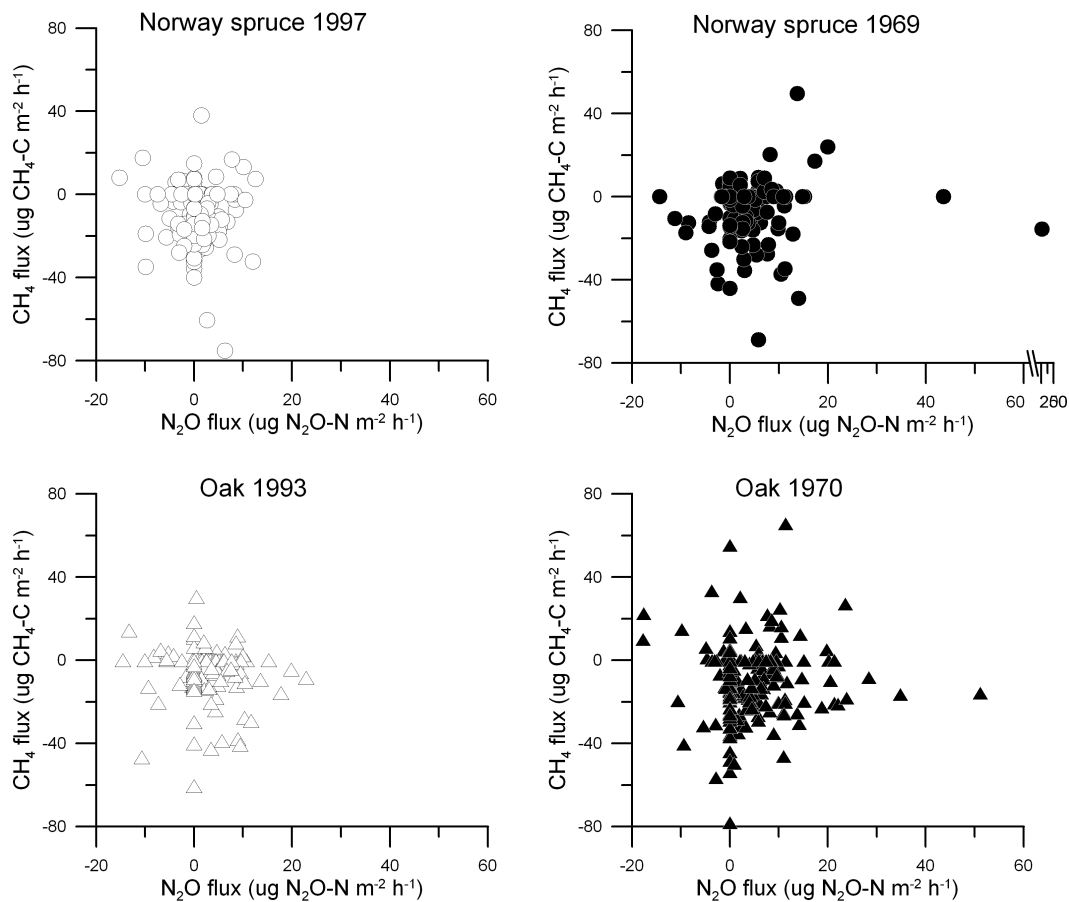 Norway spruce 1997
80
40
0
-40
-80
CH4 flux (ug CH4-C m-2 h-1)
-20 0 20 40 60
N2O flux (ug N2O-N m-2 h-1)
Norway spruce 1969
80
40
0
-40
-80
CH4 flux (ug CH4-C m-2 h-1)
-20 0 20 40 60
N2O flux (ug N2O-N m-2 h-1)
Oak 1993
80
40
0
-40
-80
CH4 flux (ug CH4-C m-2 h-1)
-20 0 20 40 60
N2O flux (ug N2O-N m-2 h-1)
Oak 1970
80
40
0
-40
-80
CH4 flux (ug CH4-C m-2 h-1)
-20 0 20 40 60
N2O flux (ug N2O-N m-2 h-1)